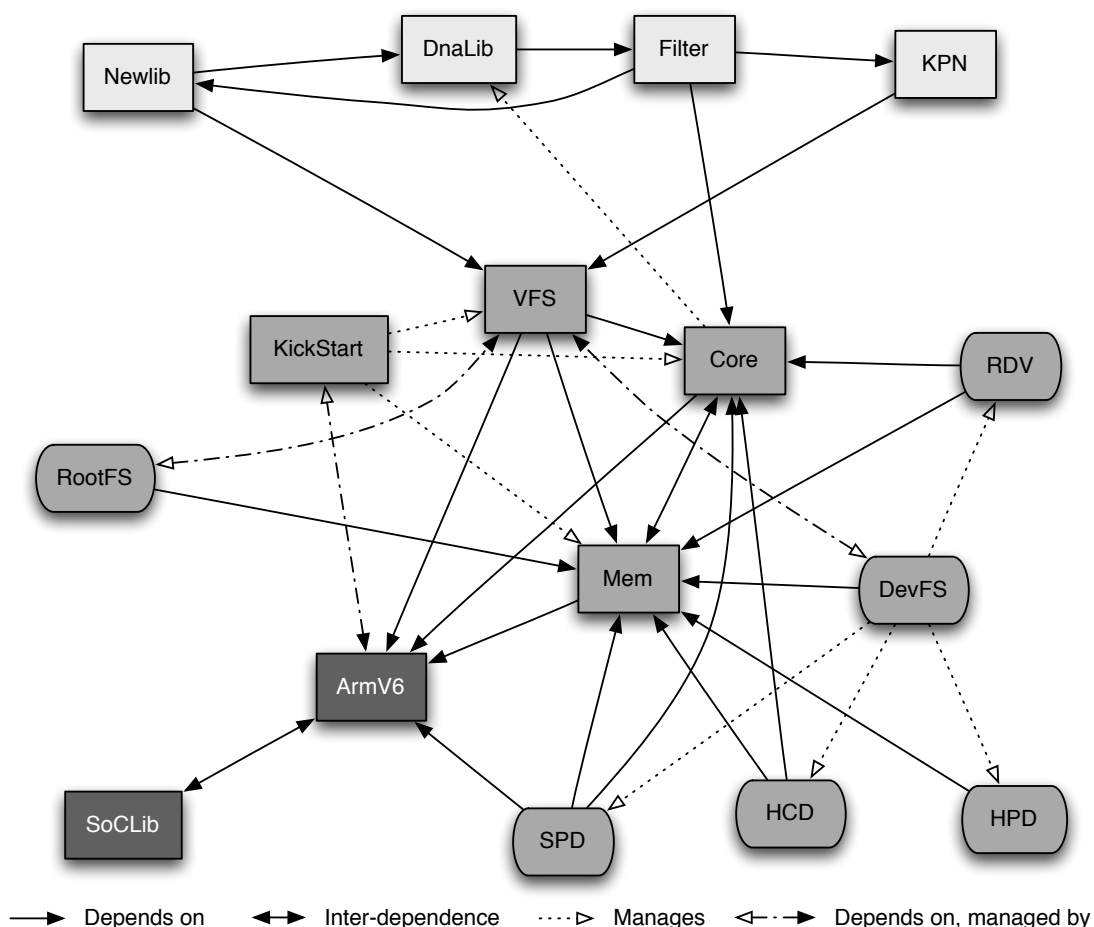 Newlib
DnaLib
Filter
KPN
VFS
KickStart
Core
RDV
RootFS
Mem
DevFS
ArmV6
SoCLib
SPD
HCD
HPD
Depends on
Inter-dependence
Manages
Depends on, managed by